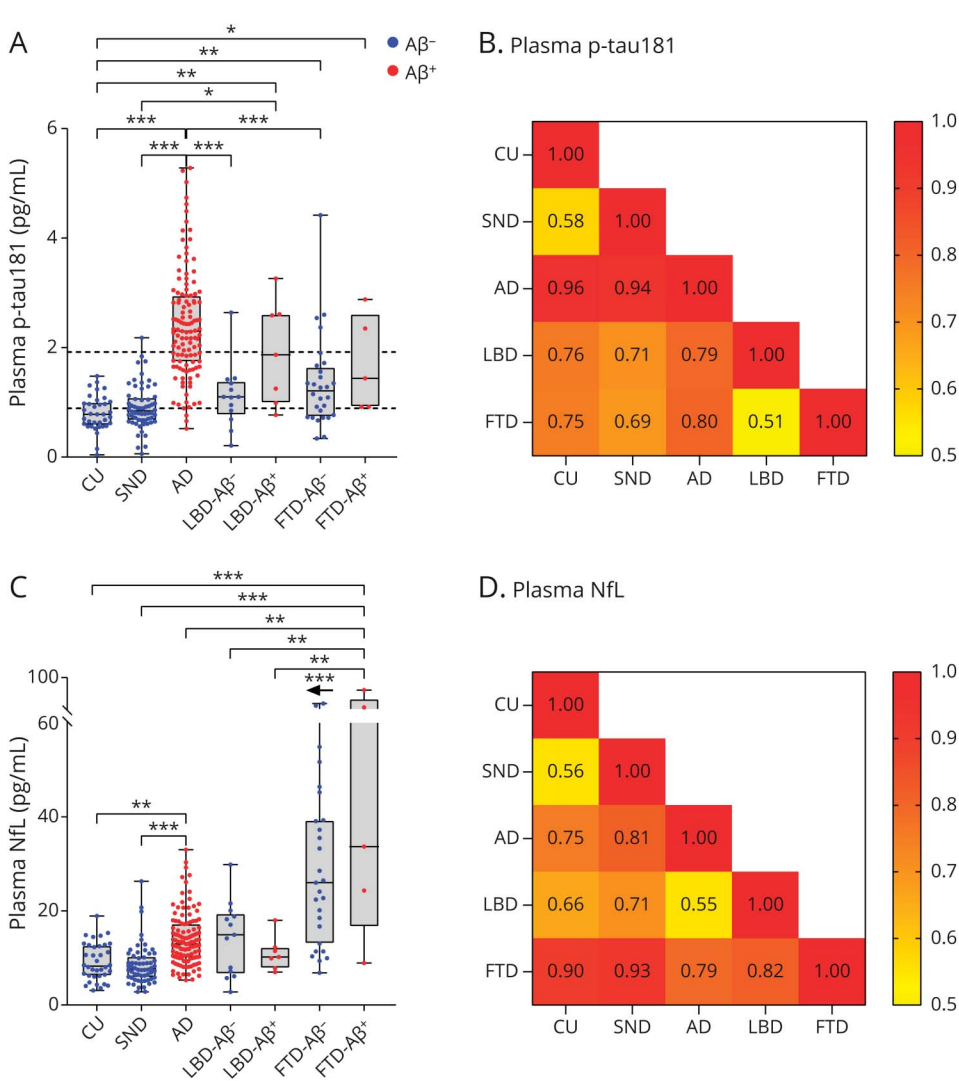 A
Aβ⁻
Aβ⁺
*
**
**
*
*** ***
*** ***
Plasma p-tau181 (pg/mL)
6
4
2
0
CU SND AD LBD-Aβ⁻ LBD-Aβ⁺ FTD-Aβ⁻ FTD-Aβ⁺
B. Plasma p-tau181
CU 1.00
SND 0.58 1.00
AD 0.96 0.94 1.00
LBD 0.76 0.71 0.79 1.00
FTD 0.75 0.69 0.80 0.51 1.00
CU SND AD LBD FTD
1.0
0.9
0.8
0.7
0.6
0.5
C
***
***
**
**
**
***
**
***
Plasma NfL (pg/mL)
100
60
40
20
0
CU SND AD LBD-Aβ⁻ LBD-Aβ⁺ FTD-Aβ⁻ FTD-Aβ⁺
D. Plasma NfL
CU 1.00
SND 0.56 1.00
AD 0.75 0.81 1.00
LBD 0.66 0.71 0.55 1.00
FTD 0.90 0.93 0.79 0.82 1.00
CU SND AD LBD FTD
1.0
0.9
0.8
0.7
0.6
0.5